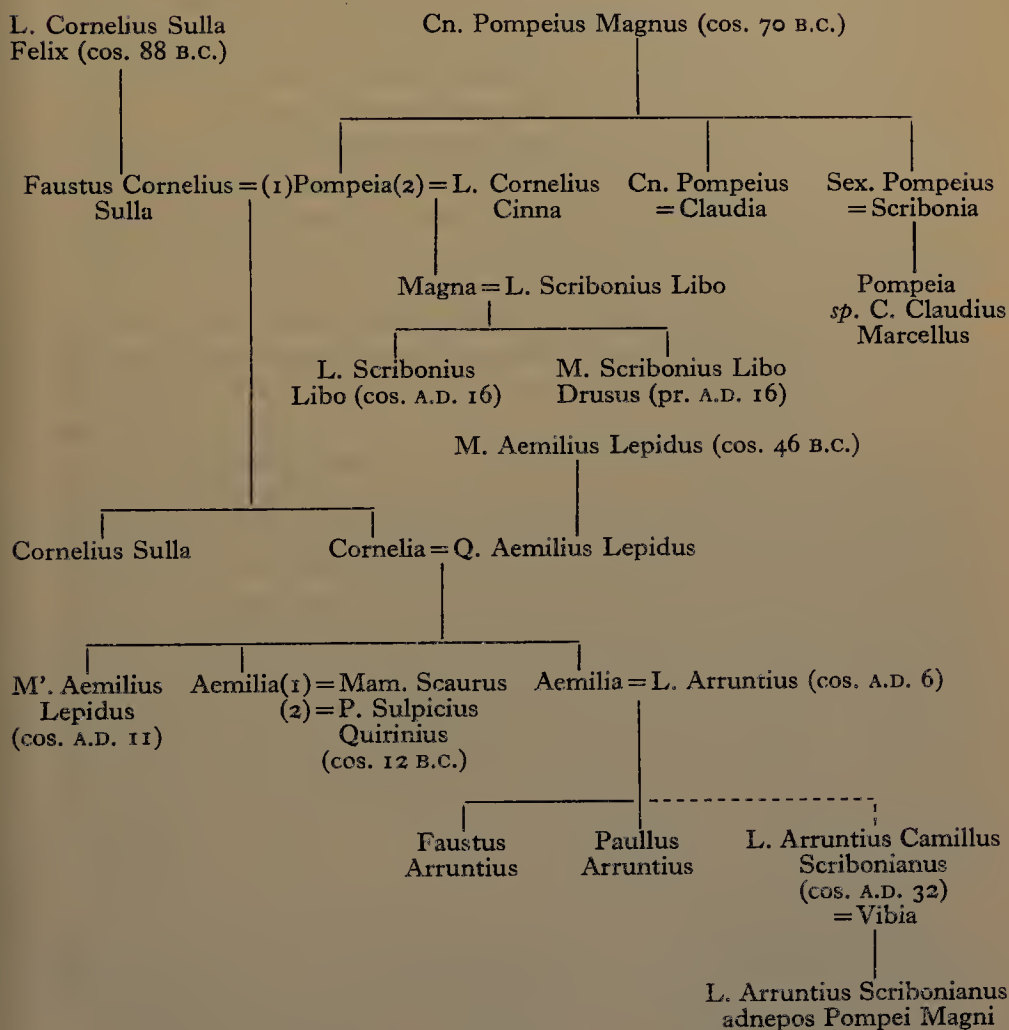 L. Cornelius Sulla
Felix (cos. 88 B.C.)
Cn. Pompeius Magnus (cos. 70 B.C.)
Faustus Cornelius = (1)Pompeia(2) = L. Cornelius
Sulla
Cinna
Cn. Pompeius
= Claudia
Sex. Pompeius
= Scribonia
Magna = L. Scribonius Libo
Pompeia
sp. C. Claudius
Marcellus
L. Scribonius
Libo (cos. A.D. 16)
M. Scribonius Libo
Drusus (pr. A.D. 16)
M. Aemilius Lepidus (cos. 46 B.C.)
Cornelius Sulla
Cornelia = Q. Aemilius Lepidus
M'. Aemilius
Lepidus
(cos. A.D. 11)
Aemilia(1) = Mam. Scaurus
(2) = P. Sulpicius
Quirinius
(cos. 12 B.C.)
Aemilia = L. Arruntius (cos. A.D. 6)
Faustus
Arruntius
Paullus
Arruntius
L. Arruntius Camillus
Scribonianus
(cos. A.D. 32)
= Vibia
L. Arruntius Scribonianus
adnepos Pompei Magni